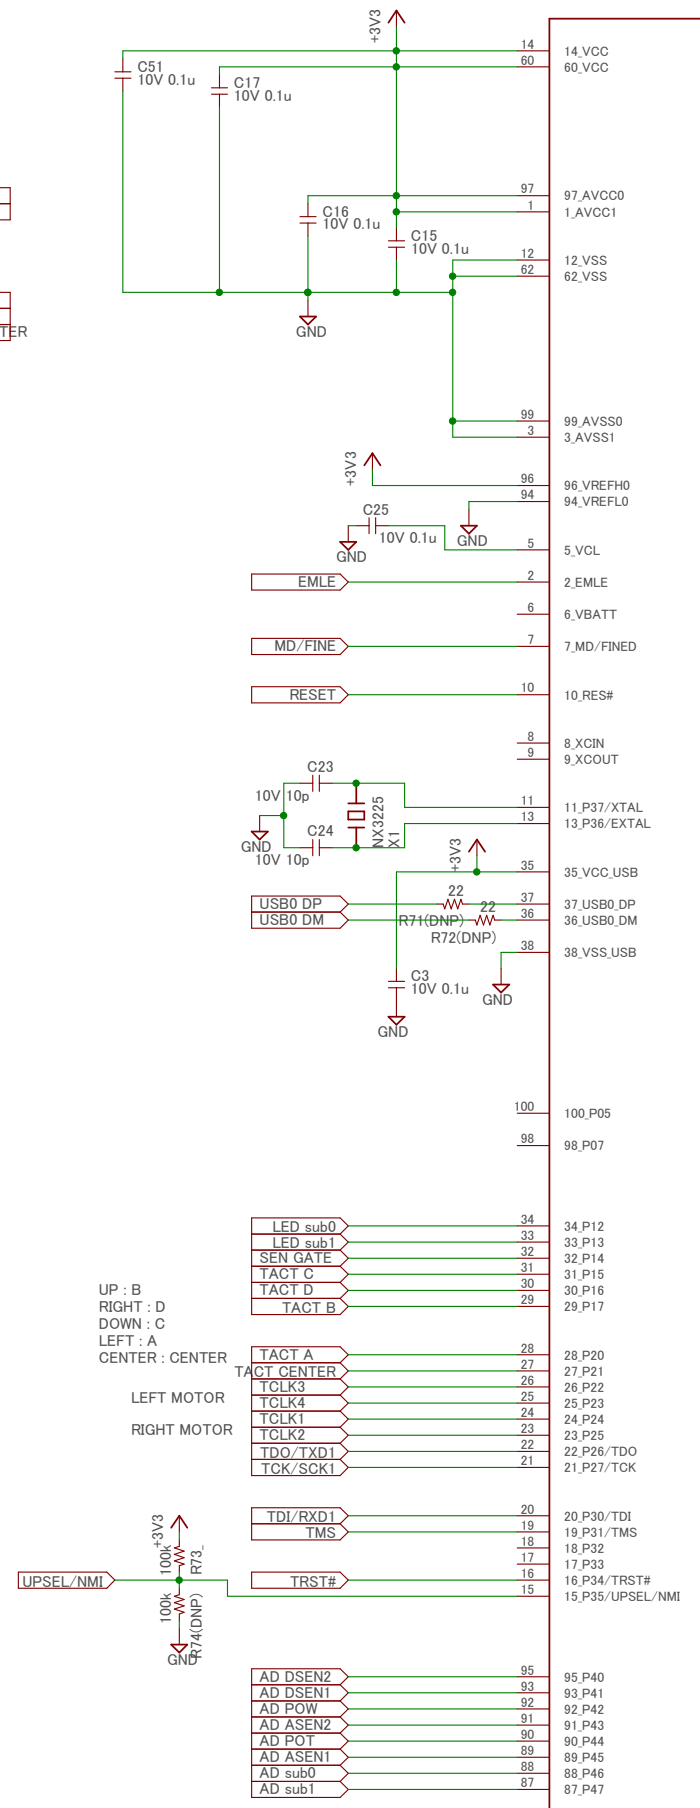 +3V3
14 14_VCC
60 60_VCC
C51
10V 0.1u
C17
10V 0.1u
97 97_AVCC0
1 1_AVCC1
C16
10V 0.1u
C15
10V 0.1u
12 12_VSS
62 62_VSS
GND
TER
99 99_AVSS0
3 3_AVSS1
+3V3
96 96_VREFH0
94 94_VREFL0
C25
10V 0.1u
GND
GND
5 5_VCL
EMLE 2 2_EMLE
6 6_VBATT
MD/FINE 7 7_MD/FINED
RESET 10 10_RES#
8 8_XCIN
9 9_XCOUT
C23
10V 10p
NX3225
X1
11 11_P37/XTAL
13 13_P36/EXTAL
GND
C24
10V 10p
+3V3
35 35_VCC_USB
USB0 DP 22 37 37_USB0_DP
USB0 DM R71(DNP) 22 36 36_USB0_DM
R72(DNP)
38 38_VSS_USB
C3
10V 0.1u
GND
GND
100 100_P05
98 98_P07
LED sub0 34 34_P12
LED sub1 33 33_P13
SEN GATE 32 32_P14
TACT C 31 31_P15
TACT D 30 30_P16
TACT B 29 29_P17
UP : B
RIGHT : D
DOWN : C
LEFT : A
CENTER : CENTER
TACT A 28 28_P20
TACT CENTER 27 27_P21
TCLK3 26 26_P22
LEFT MOTOR
TCLK4 25 25_P23
TCLK1 24 24_P24
RIGHT MOTOR
TCLK2 23 23_P25
TDO/TXD1 22 22_P26/TDO
TCK/SCK1 21 21_P27/TCK
TDI/RXD1 20 20_P30/TDI
TMS 19 19_P31/TMS
18 18_P32
17 17_P33
TRST# 16 16_P34/TRST#
15 15_P35/UPSEL/NMI
+3V3
100k
R73_
UPSEL/NMI
100k
R74(DNP)
GND
AD DSEN2 95 95_P40
AD DSEN1 93 93_P41
AD POW 92 92_P42
AD ASEN2 91 91_P43
AD POT 90 90_P44
AD ASEN1 89 89_P45
AD sub0 88 88_P46
AD sub1 87 87_P47